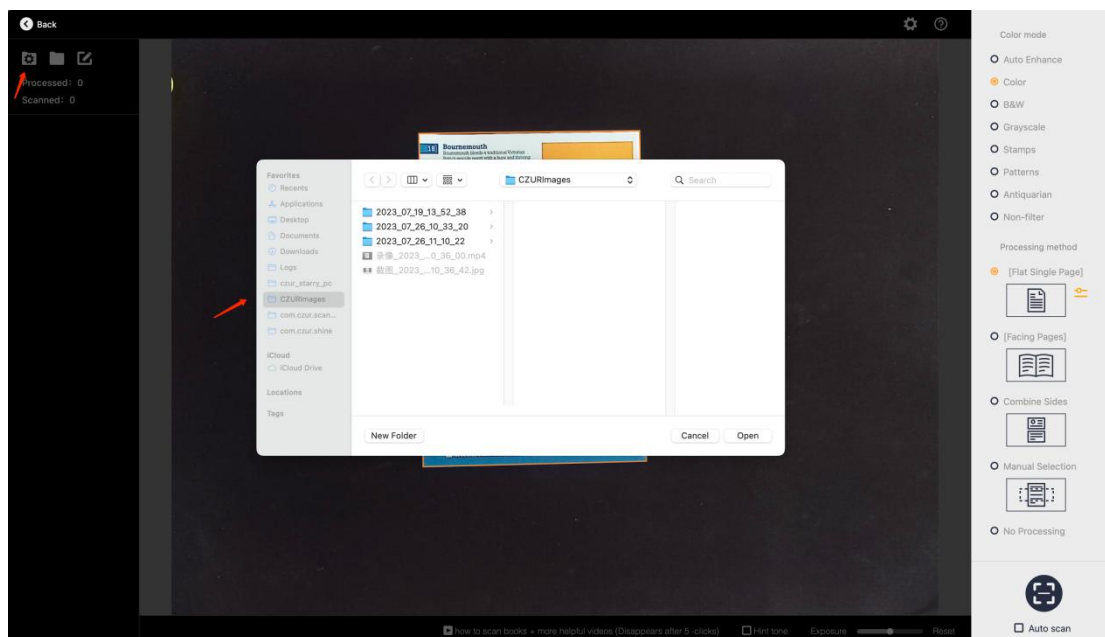 Back
Processed: 0
Scanned: 0
18 Bournemouth
Favorites
Recents
Applications
Desktop
Documents
Downloads
Logs
czur_starry_pc
CZURImages
com.czur.scan...
com.czur.shine
iCloud
iCloud Drive
Locations
Tags
CZURImages
Search
2023_07_19_13_52_38
2023_07_26_10_33_20
2023_07_26_11_10_22
录像_2023_...0_36_00.mp4
截图_2023_...10_36_42.jpg
New Folder
Cancel
Open
how to scan books + more helpful videos (Disappears after 5 -clicks)
Hint tone
Exposure
Reset
Color mode
Auto Enhance
Color
B&W
Grayscale
Stamps
Patterns
Antiquarian
Non-filter
Processing method
[Flat Single Page]
[Facing Pages]
Combine Sides
Manual Selection
No Processing
Auto scan